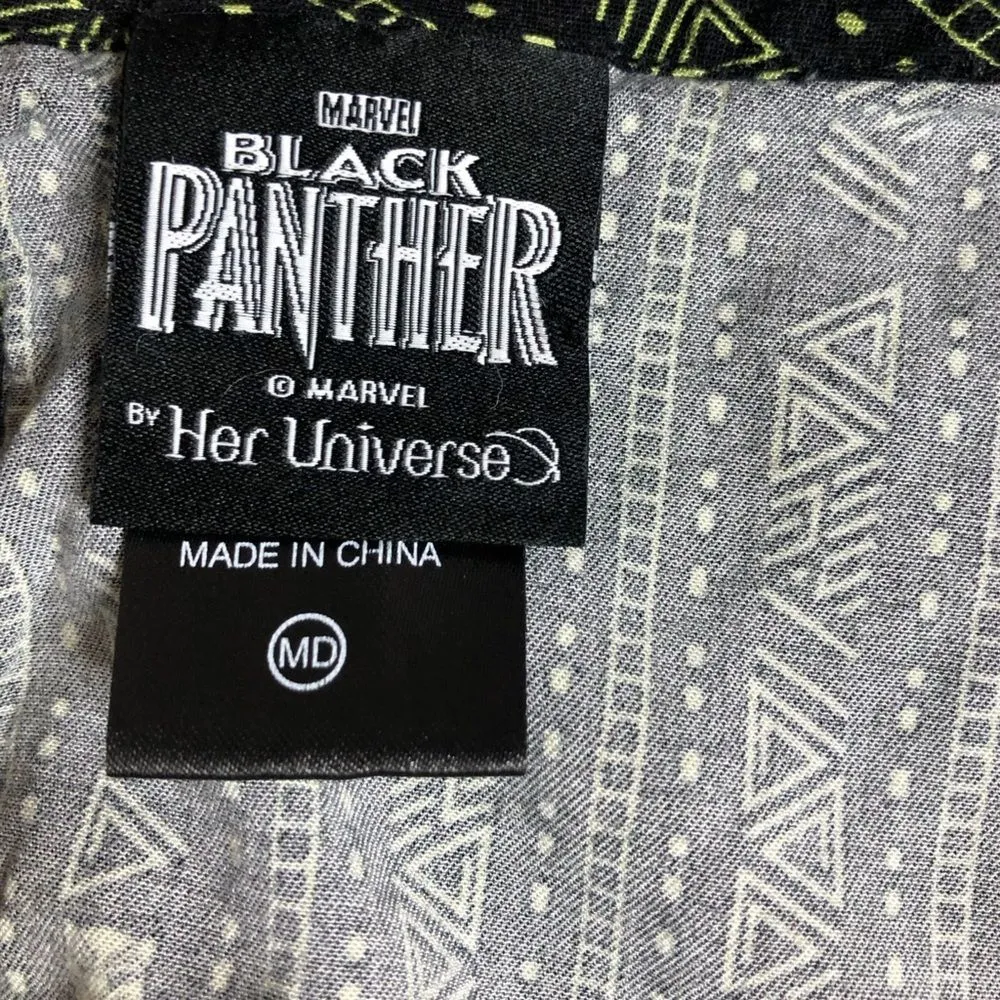 MARVEL
BLACK
PANTHER
© MARVEL
BY Her Universe
MADE IN CHINA
MD